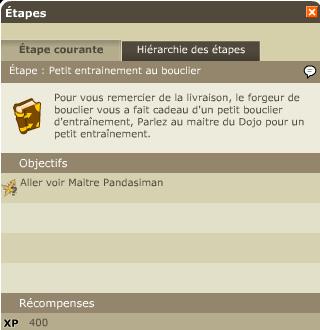 Étapes
Étape courante
Hiérarchie des étapes
Étape : Petit entrainement au bouclier
Pour vous remercier de la livraison, le forgeur de
bouclier vous a fait cadeau d'un petit bouclier
d'entraînement, Parlez au maitre du Dojo pour un
petit entraînement.
Objectifs
Aller voir Maitre Pandasiman
Récompenses
XP 400